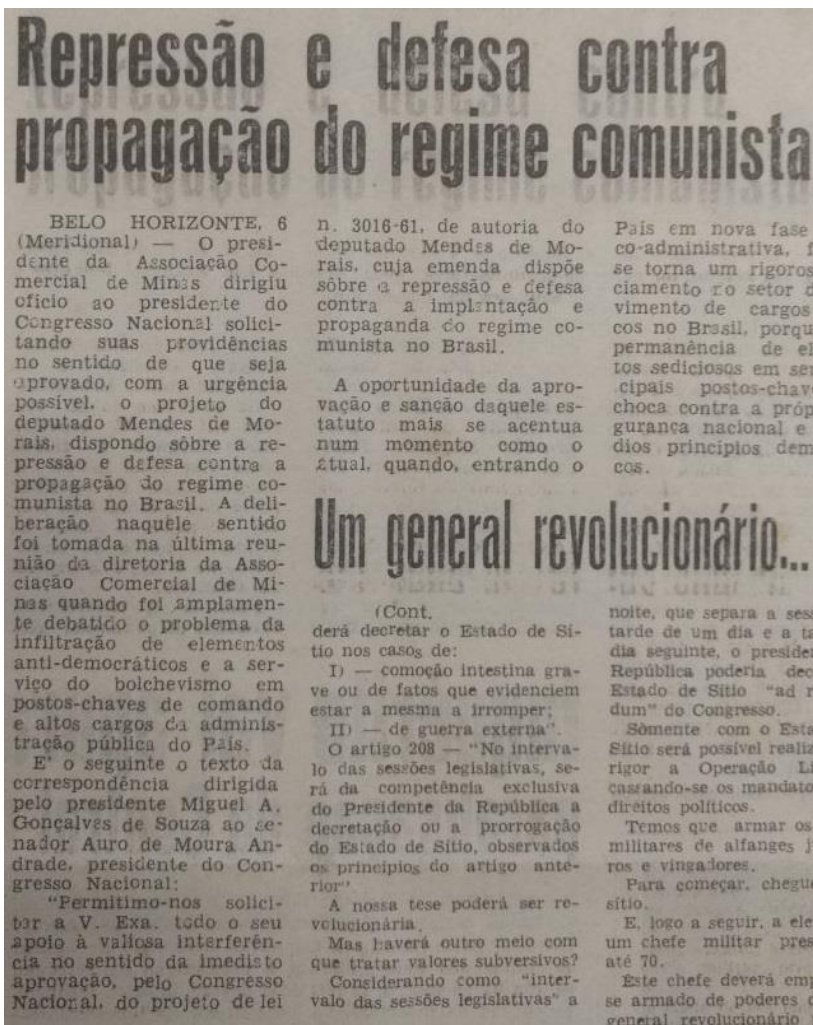 Repressão e defesa contra
propagação do regime comunista
BELO HORIZONTE, 6
(Meridional) — O presi-
dente da Associação Co-
mercial de Minas dirigiu
ofício ao presidente do
Congresso Nacional solici-
tando suas providências
no sentido de que seja
aprovado, com a urgência
possível, o projeto do
deputado Mendes de Mo-
rais, dispondo sôbre a re-
pressão e defesa contra a
propagação do regime co-
munista no Brasil. A deli-
beração naquele sentido
foi tomada na última reu-
nião da diretoria da Asso-
ciação Comercial de Mi-
nas quando foi amplamen-
te debatido o problema da
infiltração de elementos
anti-democráticos e a ser-
viço do bolchevismo em
postos-chaves de comando
e altos cargos da adminis-
tração pública do País.
E' o seguinte o texto da
correspondência dirigida
pelo presidente Miguel A.
Gonçalves de Souza ao se-
nador Auro de Moura An-
drade, presidente do Con-
gresso Nacional:
"Permitimo-nos solici-
tar a V. Exa. todo o seu
apoio à valiosa interferên-
cia no sentido da imedisto
aprovação, pelo Congresso
Nacional, do projeto de lei
n. 3016-61, de autoria do
deputado Mendes de Mo-
rais, cuja emenda dispõe
sôbre a repressão e defesa
contra a implantação e
propaganda do regime co-
munista no Brasil.
A oportunidade da apro-
vação e sanção daquele es-
tatuto mais se acentua
num momento como o
atual, quando, entrando o
País em nova fase
co-administrativa, f
se torna um rigoros
ciamento no setor d
vimento de cargos
cos no Brasil, porqu
permanência de el
tos sediciosos em ser
cipais postos-chav
choca contra a próp
gurança nacional e
dios princípios dem
cos.
Um general revolucionário...
(Cont.
derá decretar o Estado de Sí-
tio nos casos de:
I) — comoção intestina gra-
ve ou de fatos que evidenciem
estar a mesma a irromper;
II) — de guerra externa".
O artigo 208 — "No interva-
lo das sessões legislativas, se-
rá da competência exclusiva
do Presidente da República a
decretação ou a prorrogação
do Estado de Sítio, observados
os princípios do artigo ante-
rior"
A nossa tese poderá ser re-
volucionária.
Mas haverá outro meio com
que tratar valores subversivos?
Considerando como "inter-
valo das sessões legislativas" a
noite, que separa a sess
tarde de um dia e a ta
dia seguinte, o presider
República poderia dec
Estado de Sítio "ad r
dum" do Congresso.
Sòmente com o Esta
Sítio será possível realiz
rigor a Operação Li
cassando-se os mandato
direitos políticos.
Temos que armar os
militares de alfanges j
ros e vingadores.
Para começar, chegue
sítio.
E, logo a seguir, a ele
um chefe militar pres
até 70.
Êste chefe deverá emp
se armado de poderes d
general revolucionário